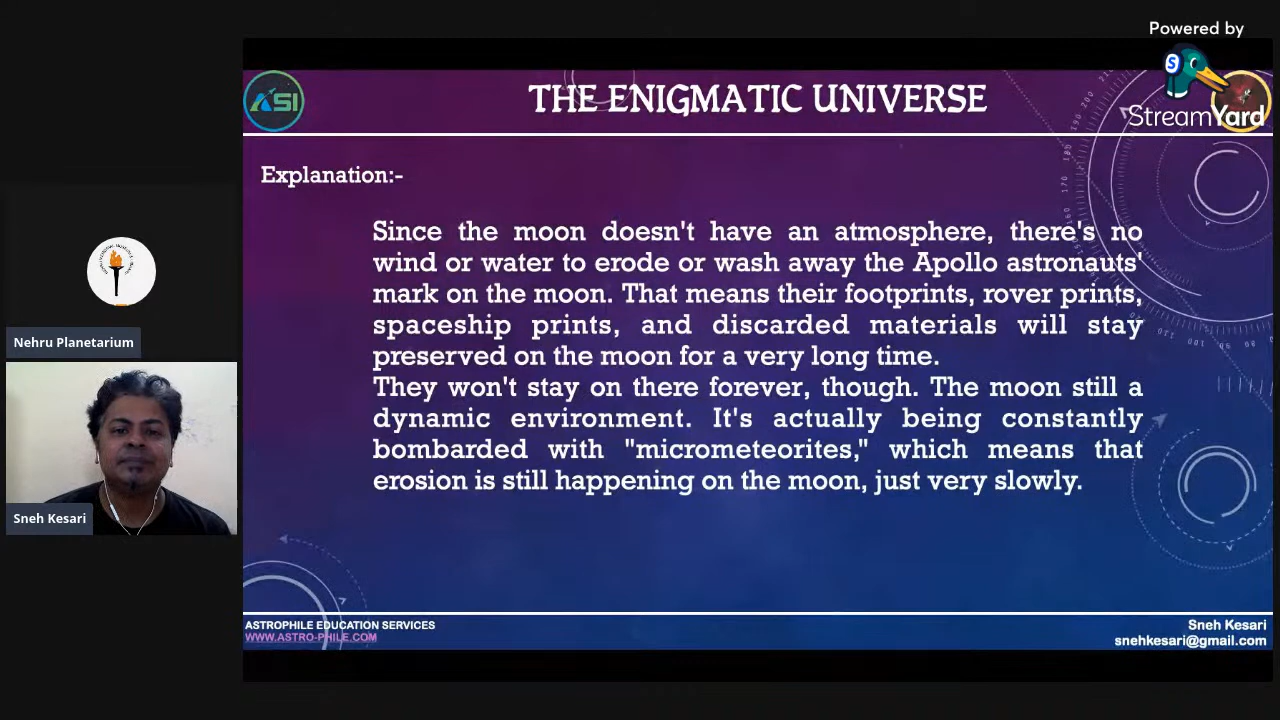 Powered by
StreamYard
S
ASI
THE ENIGMATIC UNIVERSE
Explanation:-
Since the moon doesn't have an atmosphere, there's no
wind or water to erode or wash away the Apollo astronauts'
mark on the moon. That means their footprints, rover prints,
spaceship prints, and discarded materials will stay
preserved on the moon for a very long time.
They won't stay on there forever, though. The moon still a
dynamic environment. It's actually being constantly
bombarded with "micrometeorites," which means that
erosion is still happening on the moon, just very slowly.
Nehru Planetarium
Sneh Kesari
ASTROPHILE EDUCATION SERVICES
WWW.ASTRO-PHILE.COM
Sneh Kesari
snehkesari@gmail.com